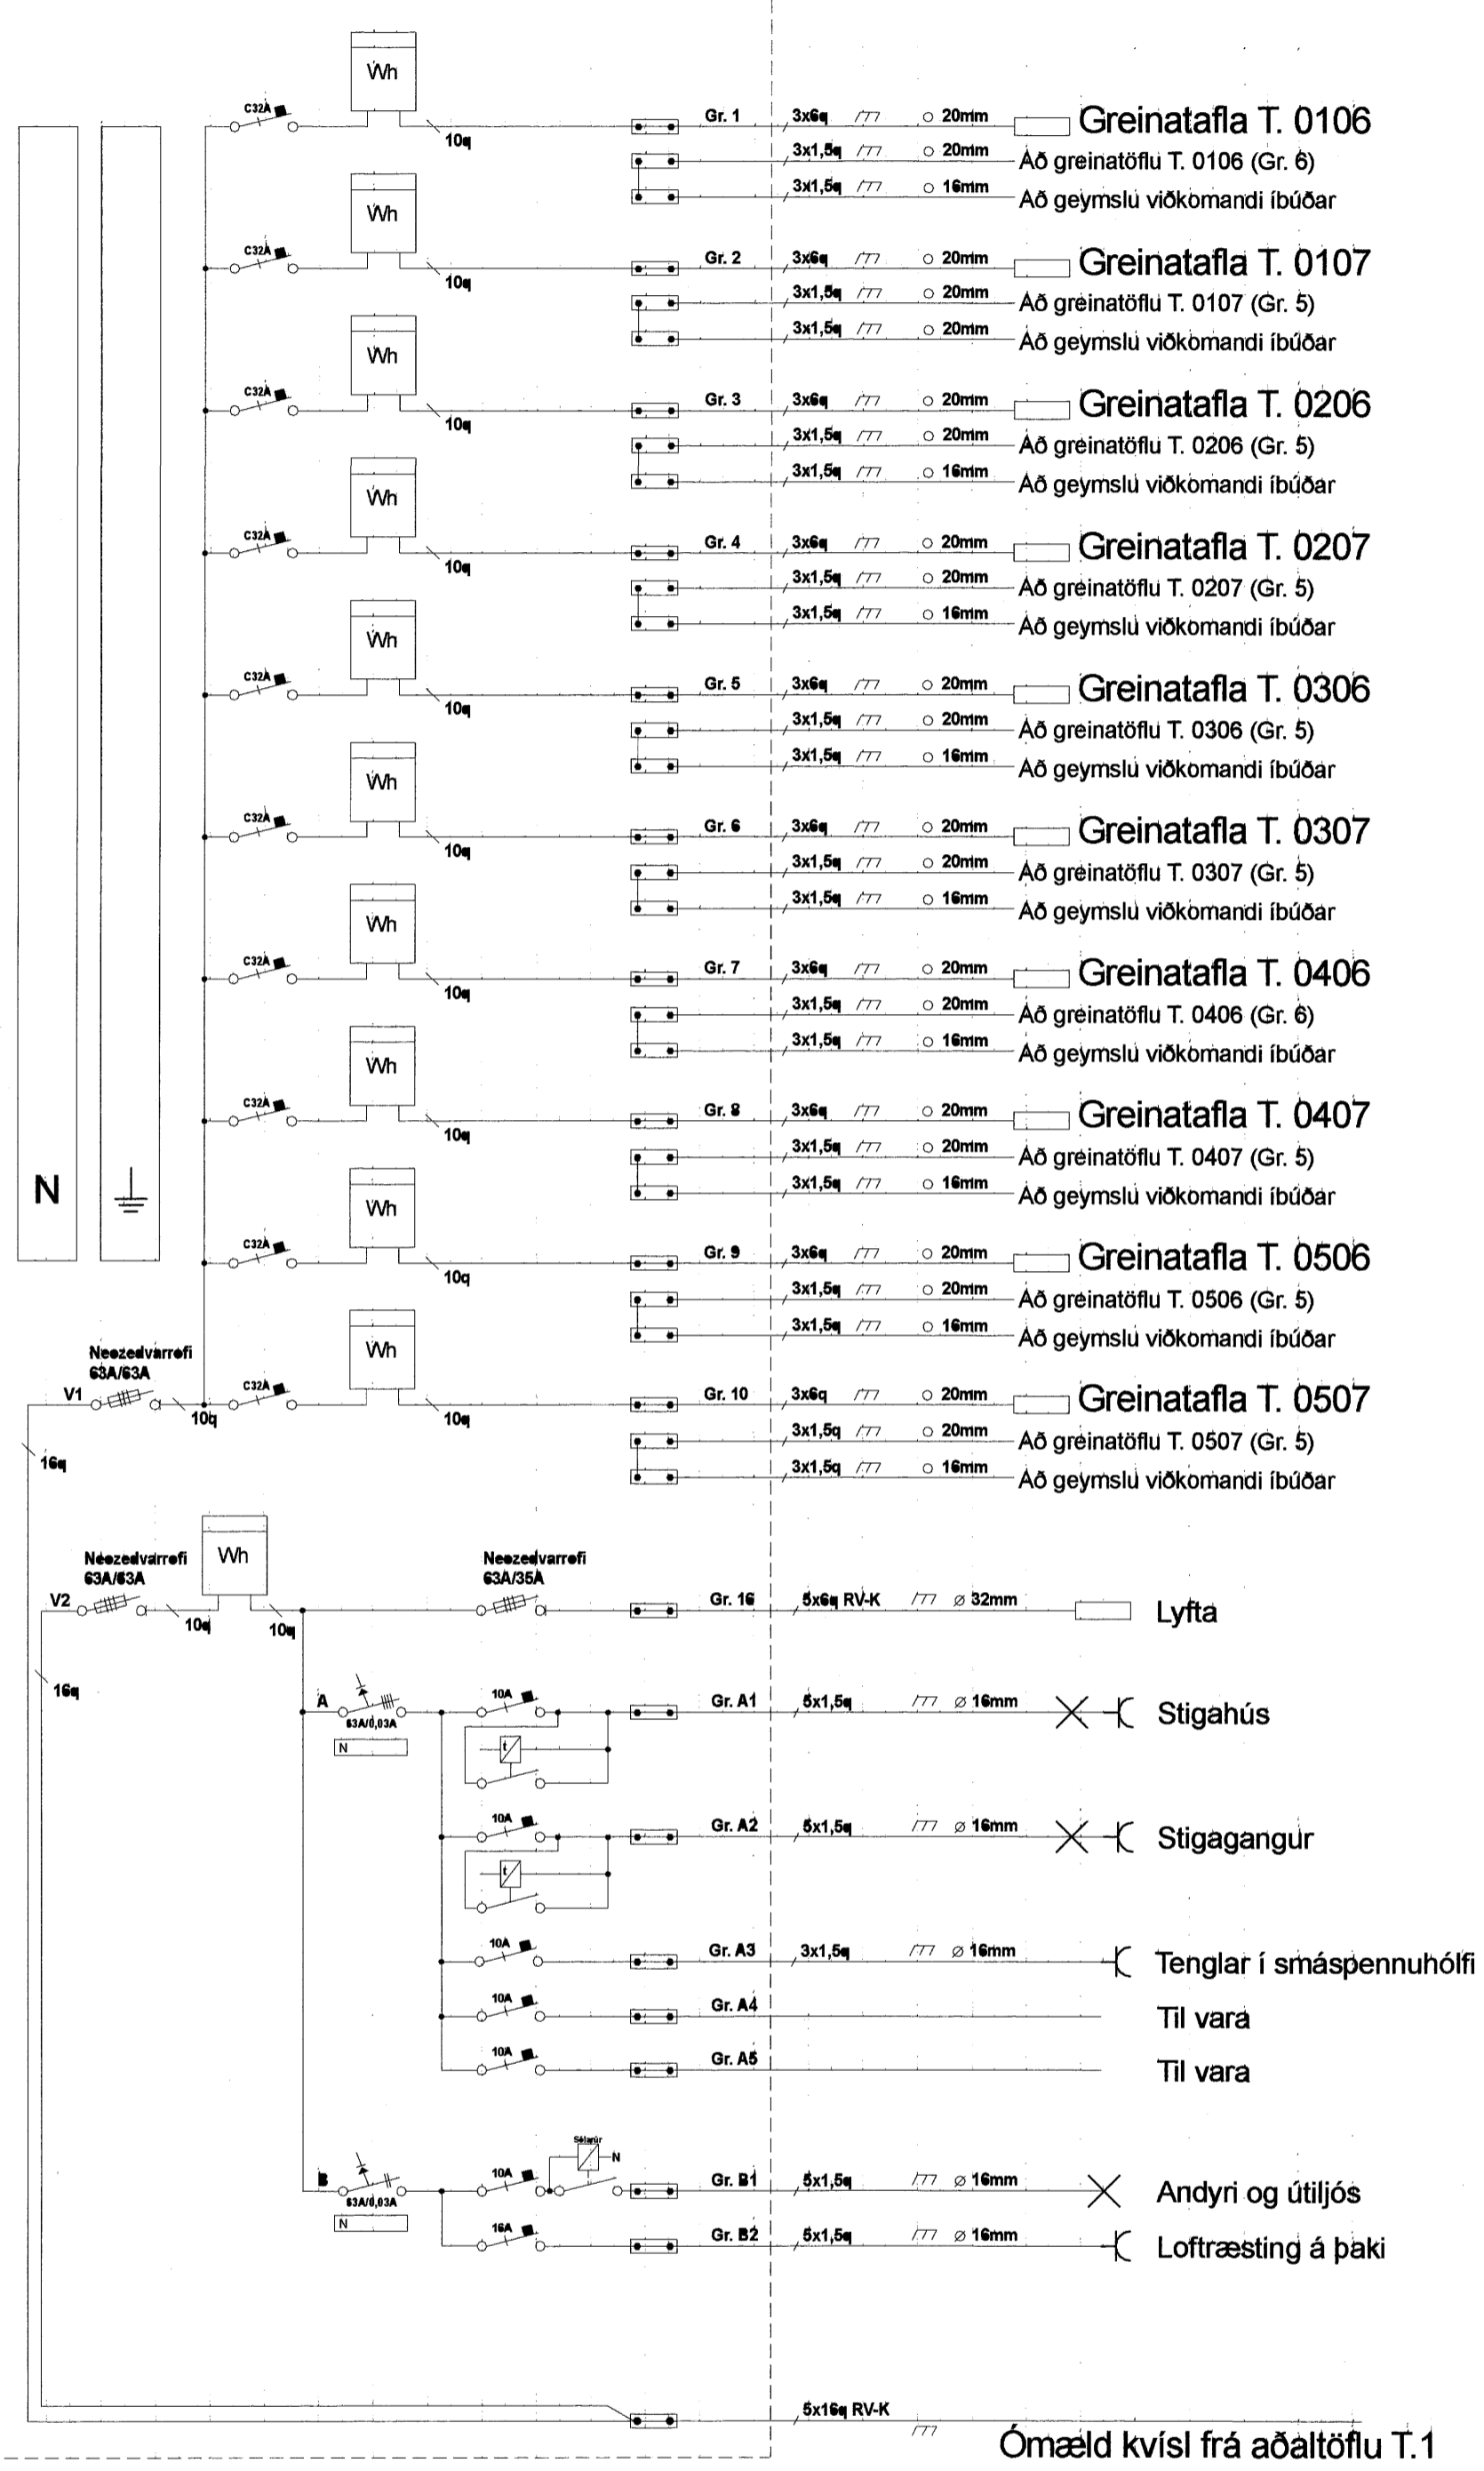 Wh
C32A 10q Gr. 1 3x6q 20mm Greinatafla T. 0106
3x1,5q 20mm Að greinatöflu T. 0106 (Gr. 6)
3x1,5q 16mm Að geymslu viðkomandi íbúðar
Wh
C32A 10q Gr. 2 3x6q 20mm Greinatafla T. 0107
3x1,5q 20mm Að greinatöflu T. 0107 (Gr. 5)
3x1,5q 20mm Að geymslu viðkomandi íbúðar
Wh
C32A 10q Gr. 3 3x6q 20mm Greinatafla T. 0206
3x1,5q 20mm Að greinatöflu T. 0206 (Gr. 5)
3x1,5q 16mm Að geymslu viðkomandi íbúðar
Wh
C32A 10q Gr. 4 3x6q 20mm Greinatafla T. 0207
3x1,5q 20mm Að greinatöflu T. 0207 (Gr. 5)
3x1,5q 16mm Að geymslu viðkomandi íbúðar
Wh
C32A 10q Gr. 5 3x6q 20mm Greinatafla T. 0306
3x1,5q 20mm Að greinatöflu T. 0306 (Gr. 5)
3x1,5q 16mm Að geymslu viðkomandi íbúðar
Wh
C32A 10q Gr. 6 3x6q 20mm Greinatafla T. 0307
3x1,5q 20mm Að greinatöflu T. 0307 (Gr. 5)
3x1,5q 16mm Að geymslu viðkomandi íbúðar
Wh
C32A 10q Gr. 7 3x6q 20mm Greinatafla T. 0406
3x1,5q 20mm Að greinatöflu T. 0406 (Gr. 6)
3x1,5q 16mm Að geymslu viðkomandi íbúðar
Wh
C32A 10q Gr. 8 3x6q 20mm Greinatafla T. 0407
3x1,5q 20mm Að greinatöflu T. 0407 (Gr. 5)
N
3x1,5q 16mm Að geymslu viðkomandi íbúðar
Wh
C32A 10q Gr. 9 3x6q 20mm Greinatafla T. 0506
3x1,5q 20mm Að greinatöflu T. 0506 (Gr. 5)
3x1,5q 16mm Að geymslu viðkomandi íbúðar
Neozedvarrofi
63A/63A
Wh
V1 10q C32A 10q Gr. 10 3x6q 20mm Greinatafla T. 0507
3x1,5q 20mm Að greinatöflu T. 0507 (Gr. 5)
16q
3x1,5q 16mm Að geymslu viðkomandi íbúðar
Neozedvarrofi
63A/63A
Wh
Neozedvarrofi
63A/35A
V2 10q 10q Gr. 16 5x6q RV-K ⌀ 32mm Lyfta
16q
A 63A/0,03A 10A Gr. A1 5x1,5q ⌀ 16mm Stigahús
N
t
10A Gr. A2 5x1,5q ⌀ 16mm Stigagangur
t
10A Gr. A3 3x1,5q ⌀ 16mm Tenglar í smáspennuhólfi
10A Gr. A4 Til vara
10A Gr. A5 Til vara
Sólarúr
N
B 63A/0,03A 10A Gr. B1 5x1,5q ⌀ 16mm Andyri og útiljós
N
16A Gr. B2 5x1,5q ⌀ 16mm Loftræsting á þaki
5x16q RV-K
Ómæld kvísl frá aðaltöflu T.1